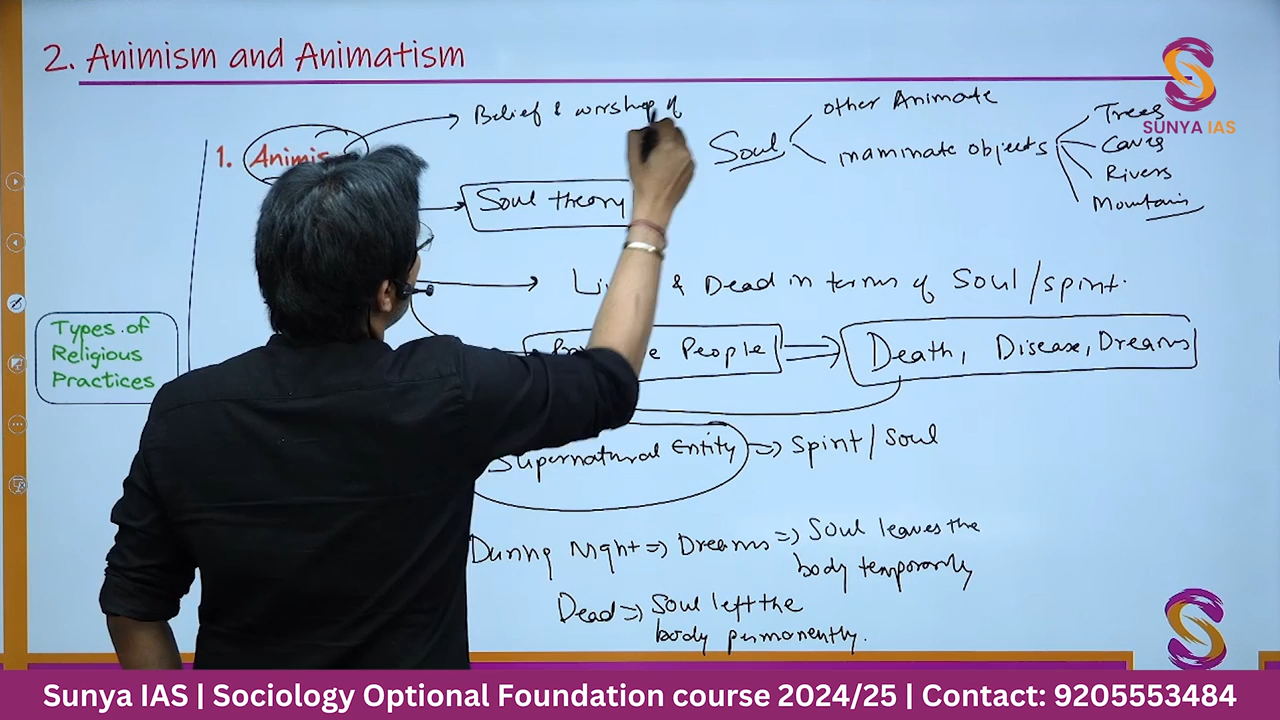 2. Animism and Animatism
SUNYA IAS
1. Animis
Belief & worship of
Soul
other Animate
inanimate objects
Trees
Caves
Rivers
Mountains
Soul theory
& Dead in terms of Soul/spirit.
Types of
Religious
Practices
People
Death, Disease, Dreams
Supernatural Entity => Spirit/Soul
During Night => Dreams => Soul leaves the
body temporarily
Dead => Soul left the
body permanently.
Sunya IAS | Sociology Optional Foundation course 2024/25 | Contact: 9205553484